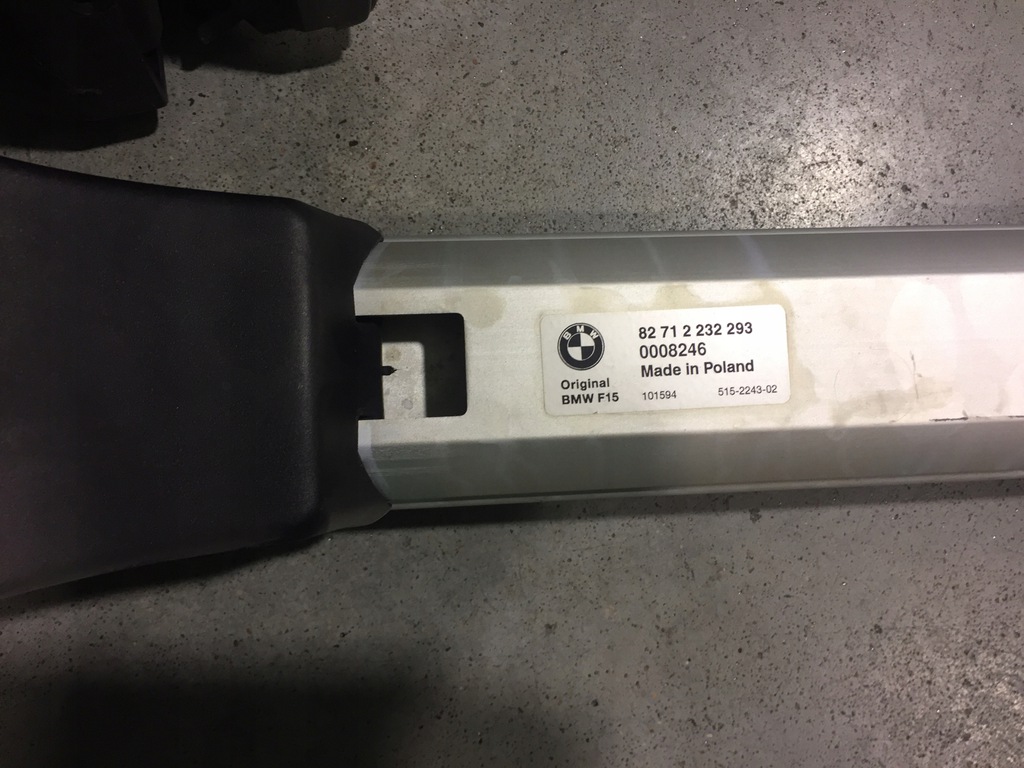 BMW
82 71 2 232 293
0008246
Made in Poland
Original
BMW F15
101594 515-2243-02